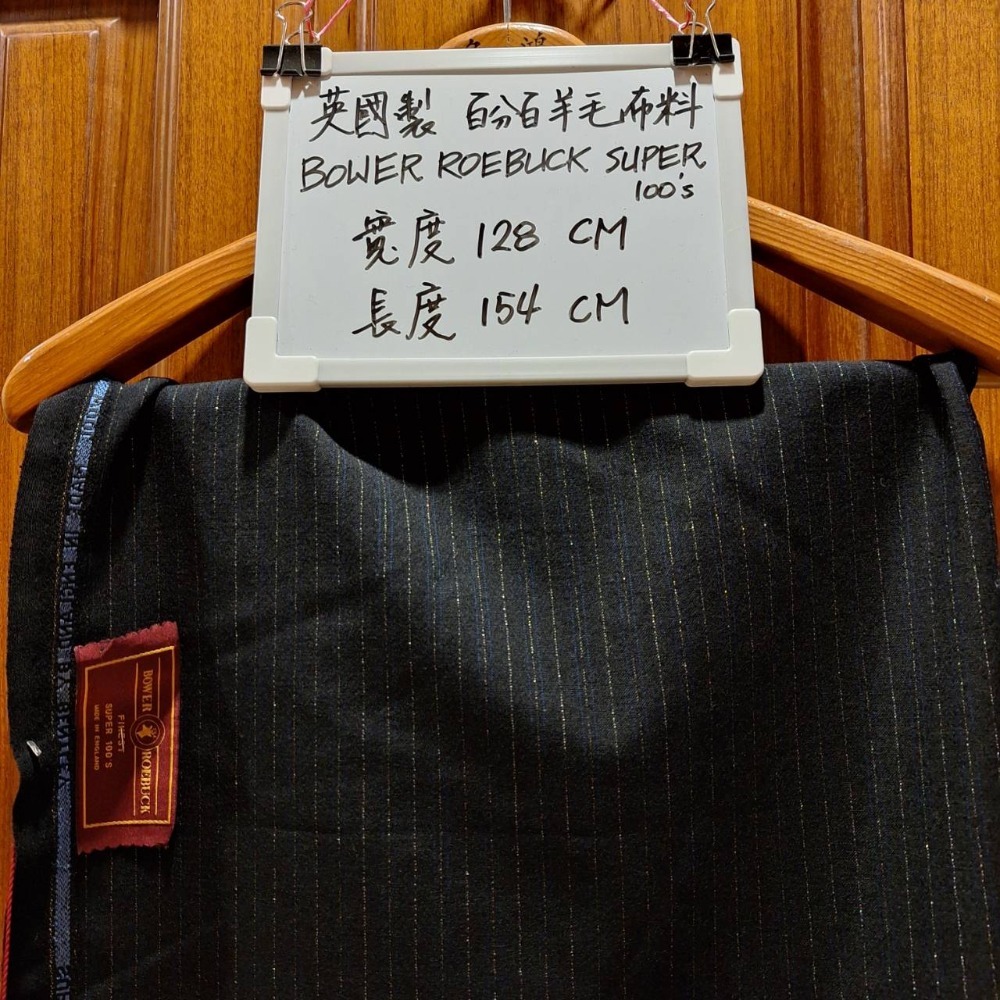 英國製 百分百羊毛布料
BOWER ROEBUCK SUPER
100's
寬度 128 CM
長度 154 CM
BOWER ROEBUCK
FINEST
SUPER 100 S
MADE IN ENGLAND